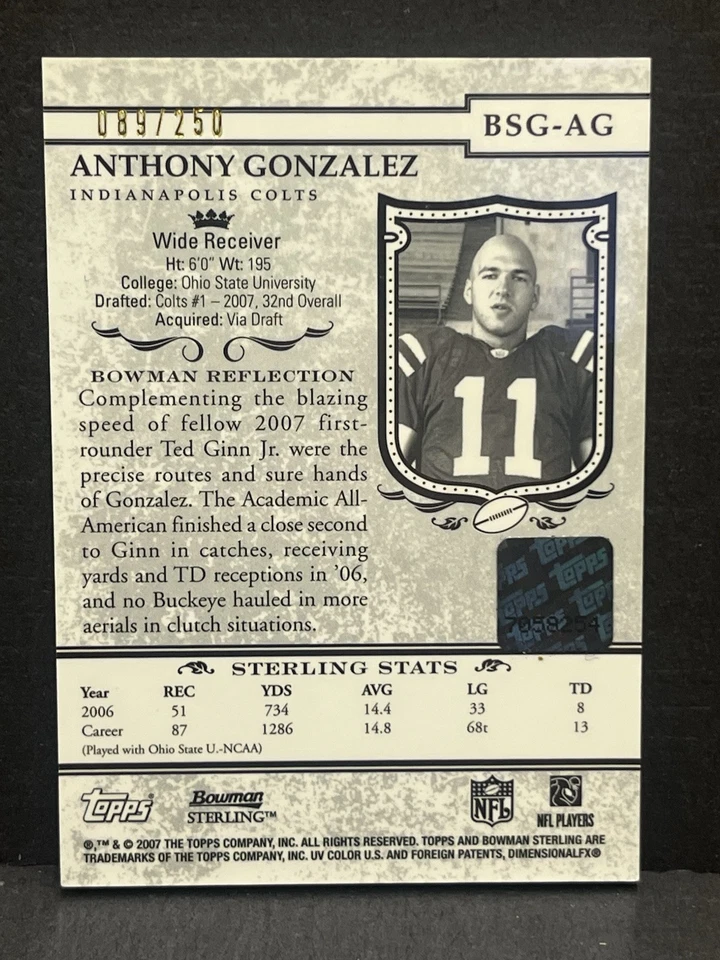 089/250
BSG-AG
ANTHONY GONZALEZ
INDIANAPOLIS COLTS
Wide Receiver
Ht: 6'0" Wt: 195
College: Ohio State University
Drafted: Colts #1 – 2007, 32nd Overall
Acquired: Via Draft
BOWMAN REFLECTION
Complementing the blazing
speed of fellow 2007 first-
rounder Ted Ginn Jr. were the
precise routes and sure hands
of Gonzalez. The Academic All-
American finished a close second
to Ginn in catches, receiving
yards and TD receptions in '06,
and no Buckeye hauled in more
aerials in clutch situations.
11
TOPPS
TOPPS
7058254
STERLING STATS
Year REC YDS AVG LG TD
2006 51 734 14.4 33 8
Career 87 1286 14.8 68t 13
(Played with Ohio State U.-NCAA)
TOPPS®
Bowman
STERLING™
NFL
NFL PLAYERS
®,™ & © 2007 THE TOPPS COMPANY, INC. ALL RIGHTS RESERVED. TOPPS AND BOWMAN STERLING ARE
TRADEMARKS OF THE TOPPS COMPANY, INC. UV COLOR U.S. AND FOREIGN PATENTS, DIMENSIONALFX®